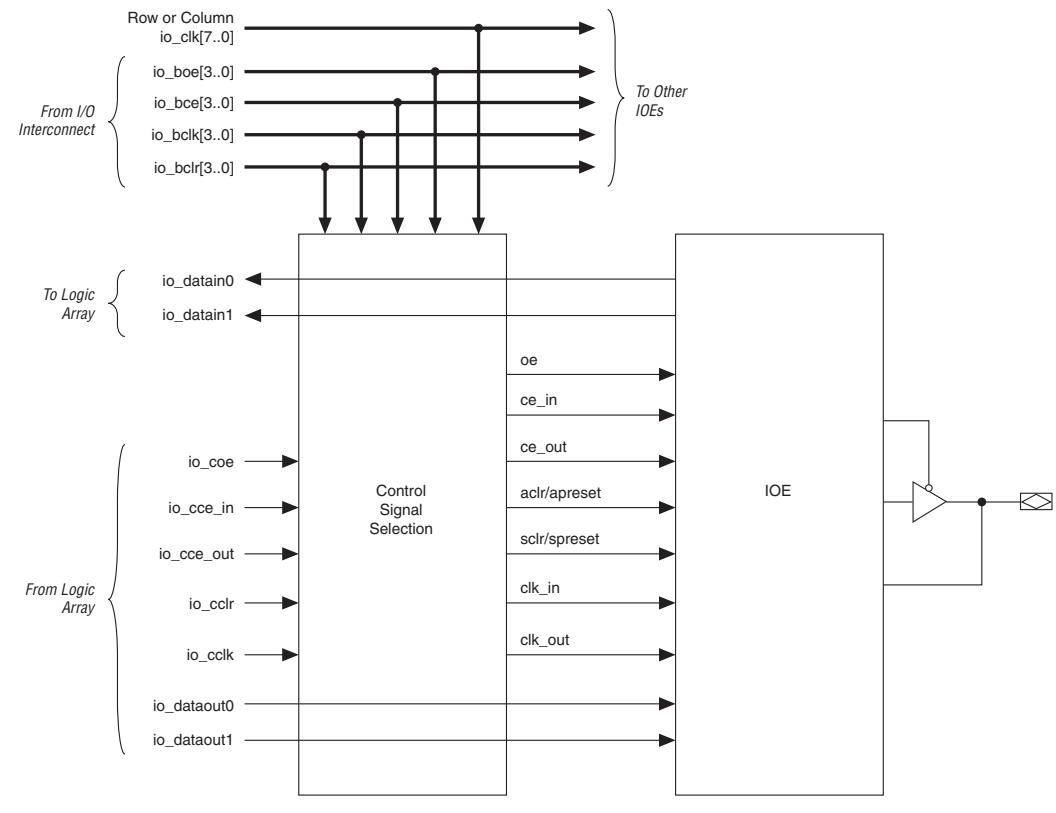 Row or Column
io_clk[7..0]
io_boe[3..0]
From I/O
Interconnect
io_bce[3..0]
io_bclk[3..0]
io_bclr[3..0]
To Other
IOEs
To Logic
Array
io_datain0
io_datain1
oe
ce_in
ce_out
aclr/apreset
sclr/spreset
clk_in
clk_out
From Logic
Array
io_coe
io_cce_in
io_cce_out
io_cclr
io_cclk
io_dataout0
io_dataout1
Control
Signal
Selection
IOE